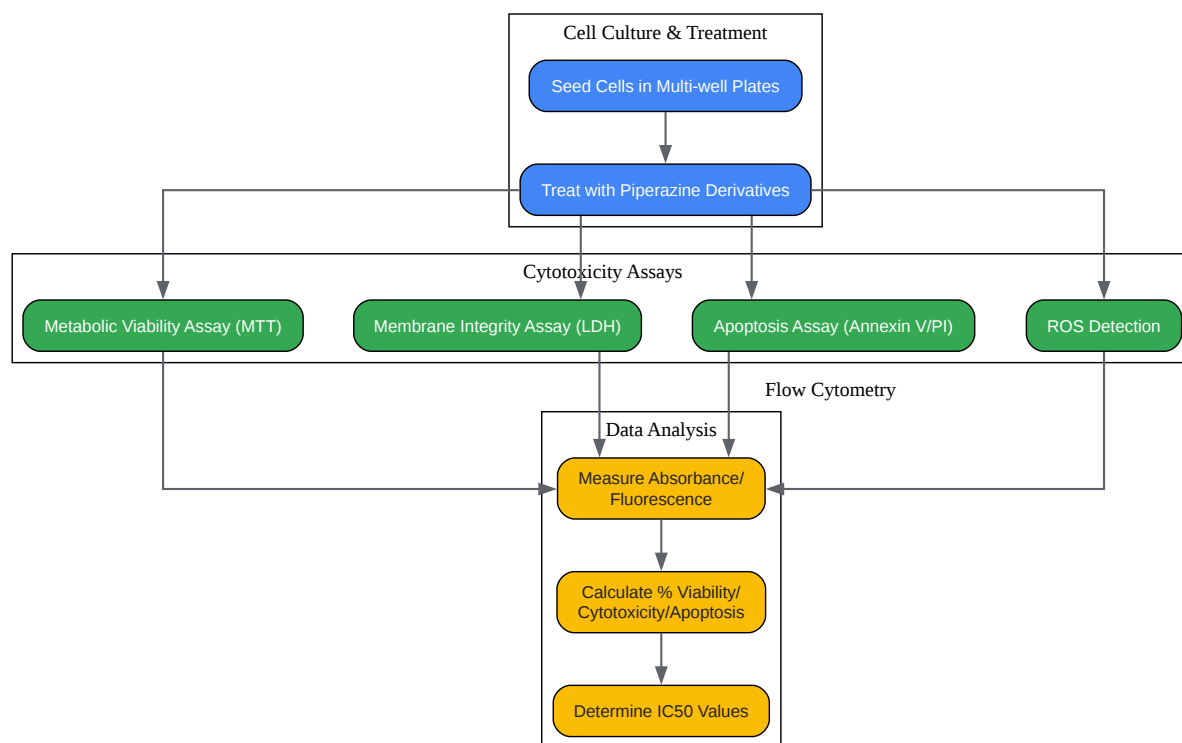 Cell Culture & Treatment
Seed Cells in Multi-well Plates
Treat with Piperazine Derivatives
Cytotoxicity Assays
Metabolic Viability Assay (MTT)
Membrane Integrity Assay (LDH)
Apoptosis Assay (Annexin V/PI)
ROS Detection
Flow Cytometry
Data Analysis
Measure Absorbance/
Fluorescence
Calculate % Viability/
Cytotoxicity/Apoptosis
Determine IC50 Values